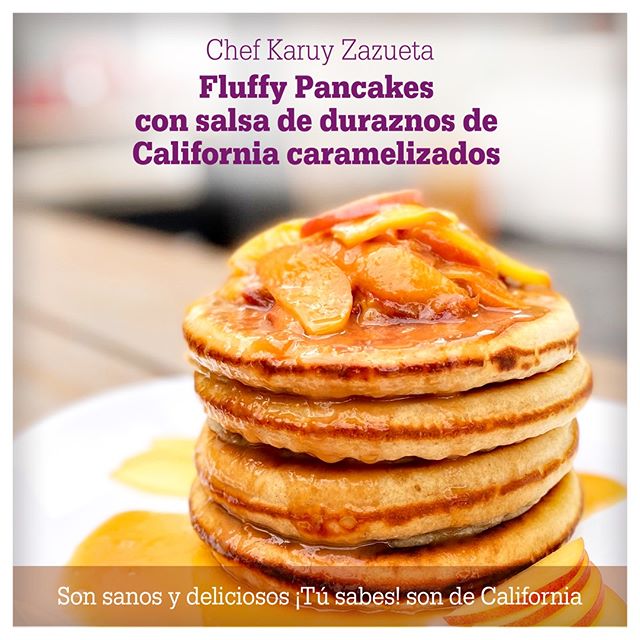 Chef Karuy Zazueta
Fluffy Pancakes
con salsa de duraznos de
California caramelizados
Son sanos y deliciosos ¡Tú sabes! son de California